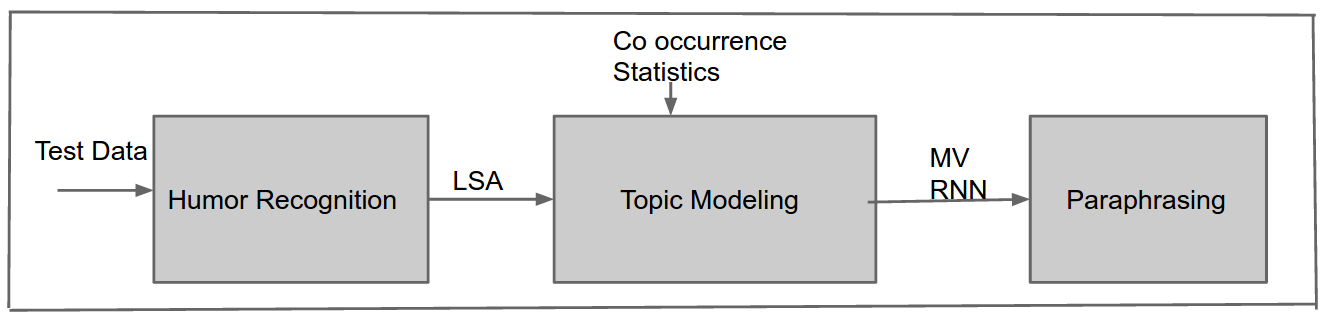 Co occurrence
Statistics
Test Data
Humor Recognition
LSA
Topic Modeling
MV
RNN
Paraphrasing